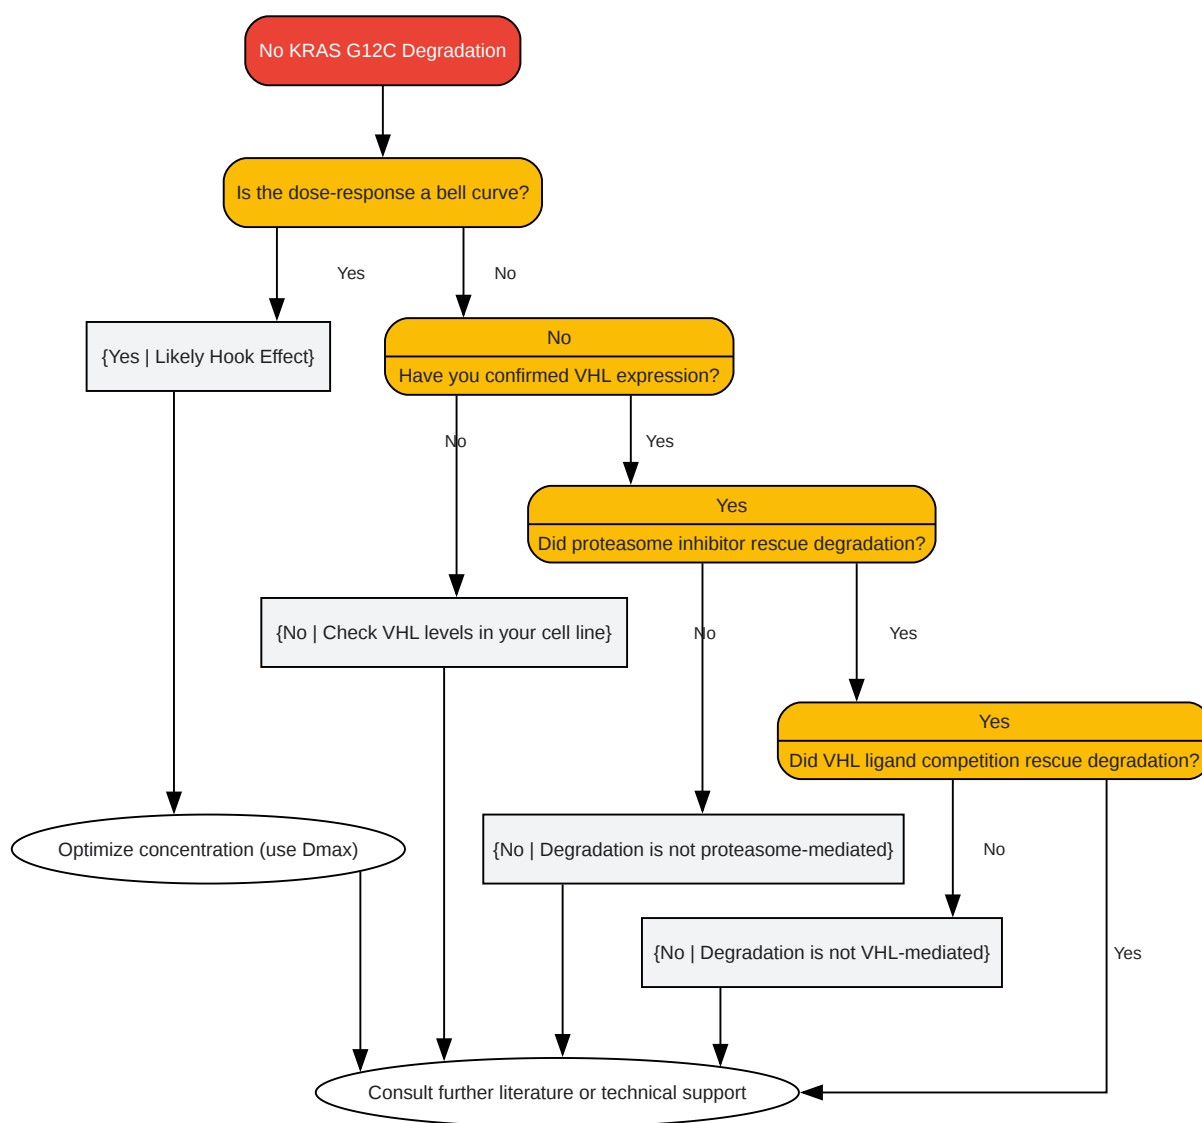 No KRAS G12C Degradation
Is the dose-response a bell curve?
Yes
No
{Yes | Likely Hook Effect}
No
Have you confirmed VHL expression?
No
Yes
Yes
Did proteasome inhibitor rescue degradation?
{No | Check VHL levels in your cell line}
No
Yes
Yes
Did VHL ligand competition rescue degradation?
Optimize concentration (use Dmax)
{No | Degradation is not proteasome-mediated}
No
{No | Degradation is not VHL-mediated}
Yes
Consult further literature or technical support